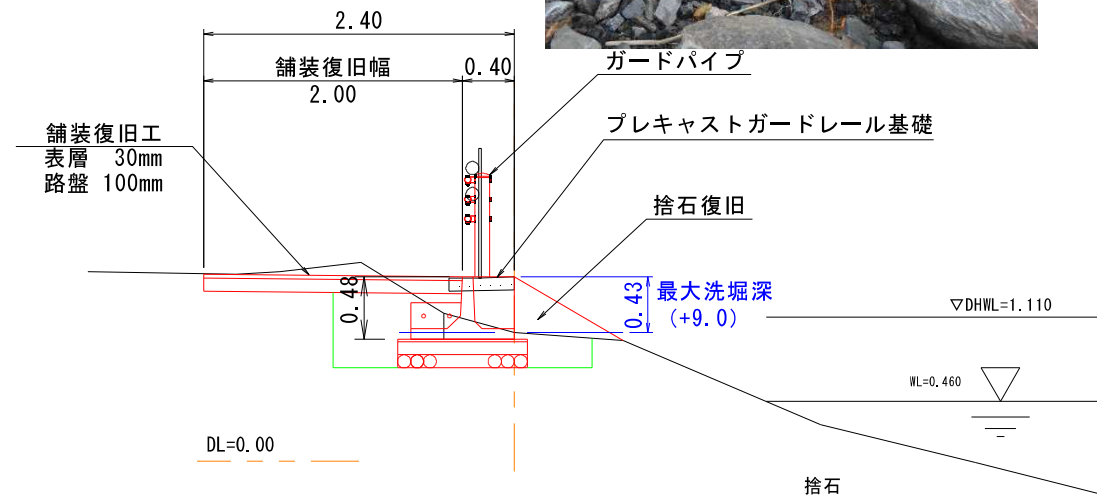 2.40
舗装復旧幅
0.40
2.00
ガードパイプ
プレキャストガードレール基礎
舗装復旧工
表層 30mm
路盤 100mm
捨石復旧
0.48
0.43
最大洗堀深
(+9.0)
▽DHWL=1.110
WL=0.460
DL=0.00
捨石